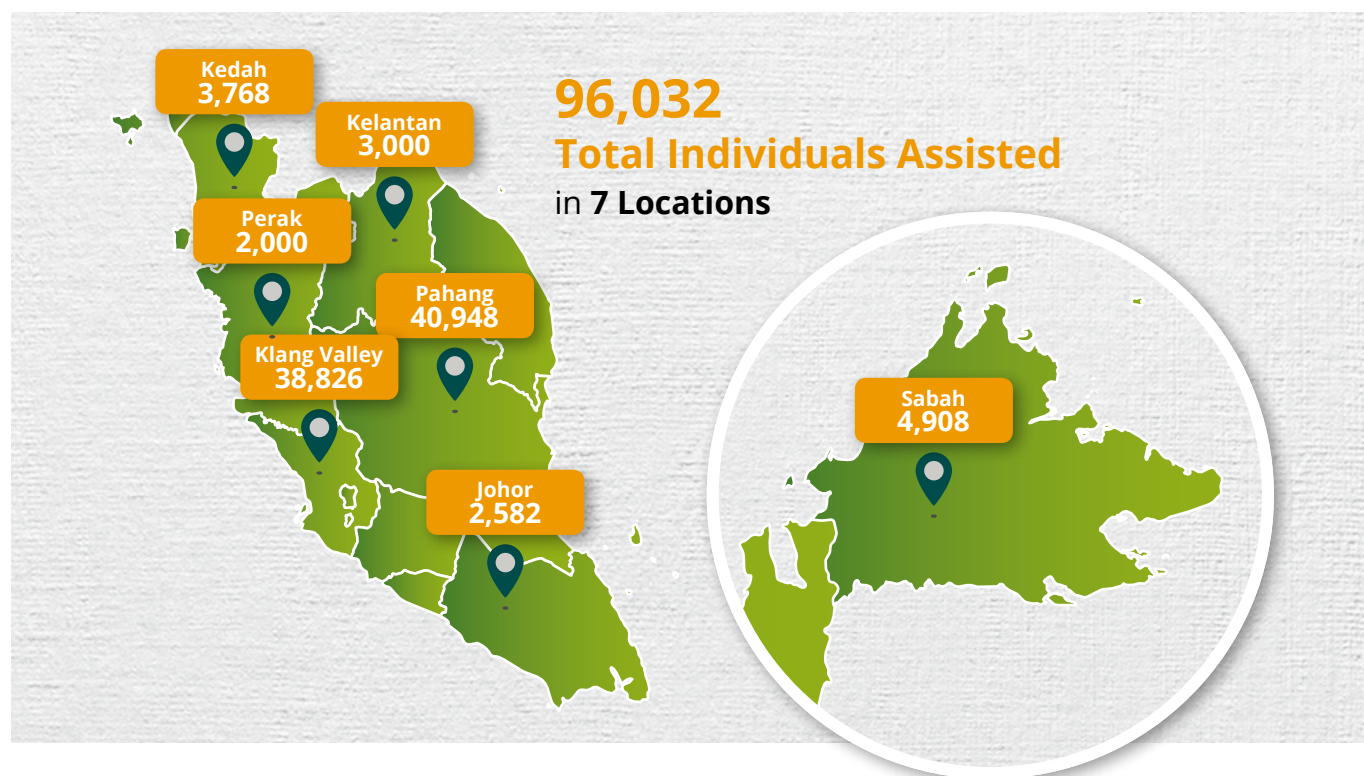 Kedah
3,768
Kelantan
3,000
96,032
Total Individuals Assisted
in 7 Locations
Perak
2,000
Pahang
40,948
Klang Valley
38,826
Sabah
4,908
Johor
2,582